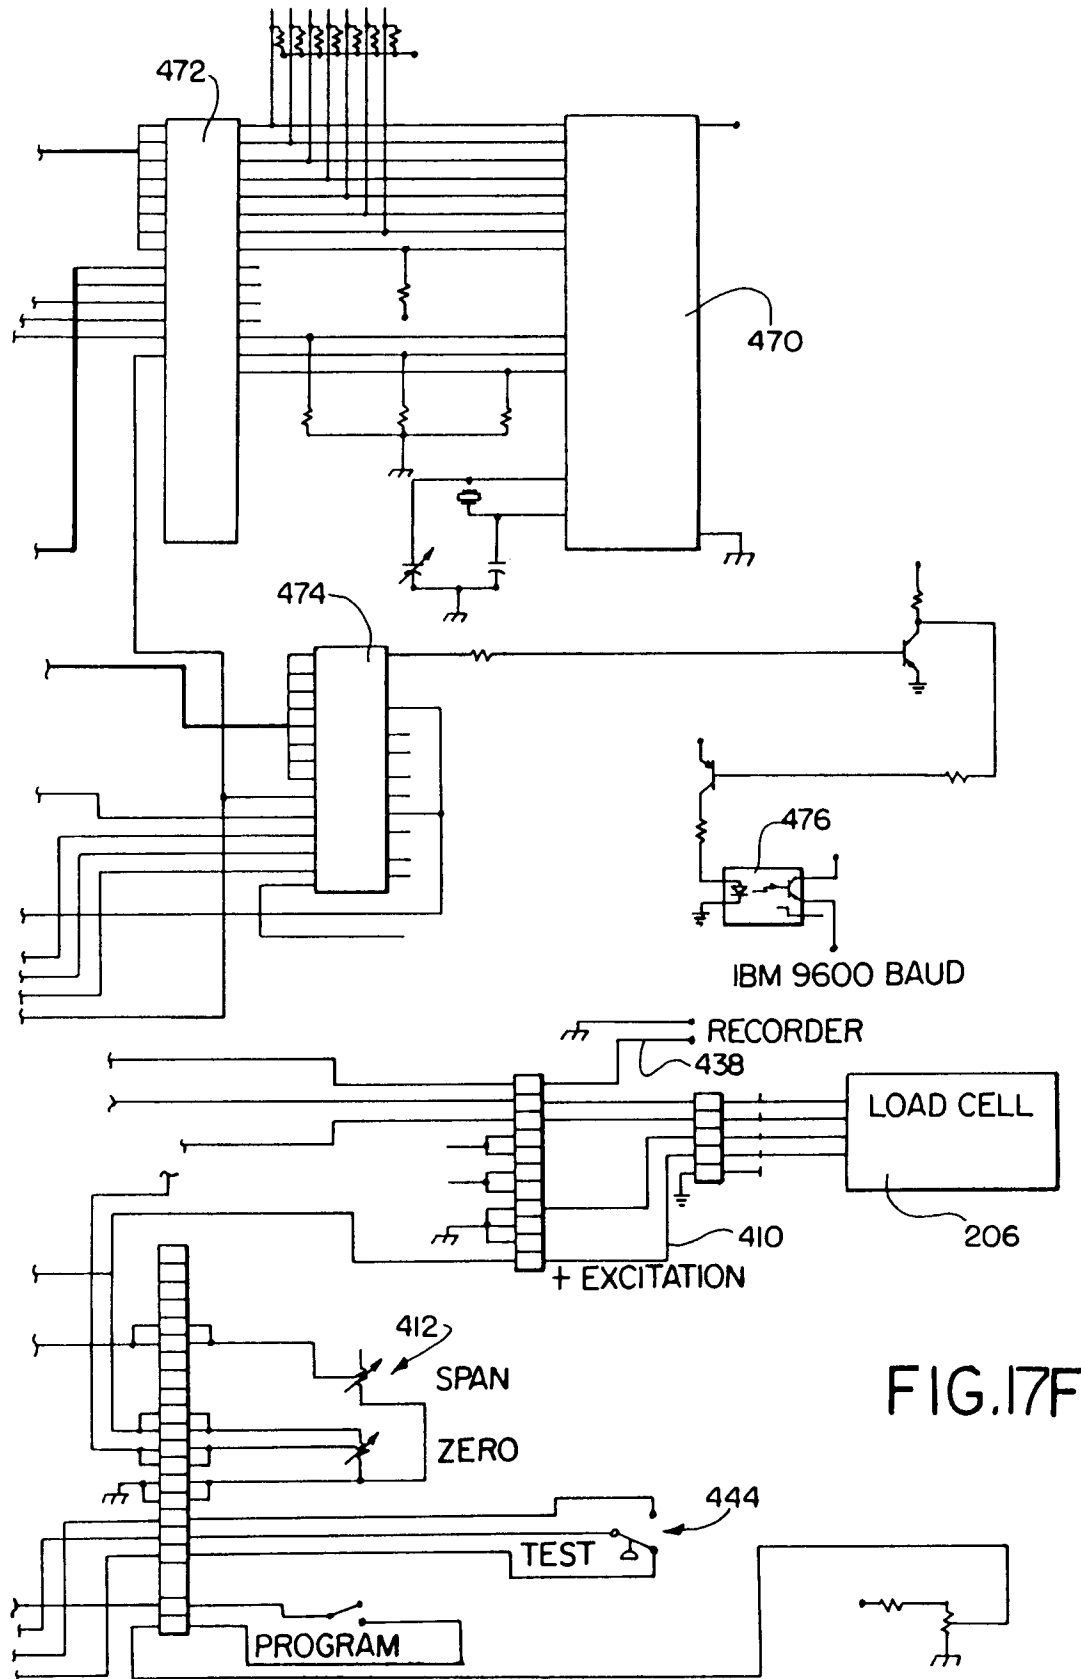 472
470
474
476
IBM 9600 BAUD
RECORDER
438
LOAD CELL
410
206
+ EXCITATION
412
SPAN
FIG.17F
ZERO
444
TEST
PROGRAM